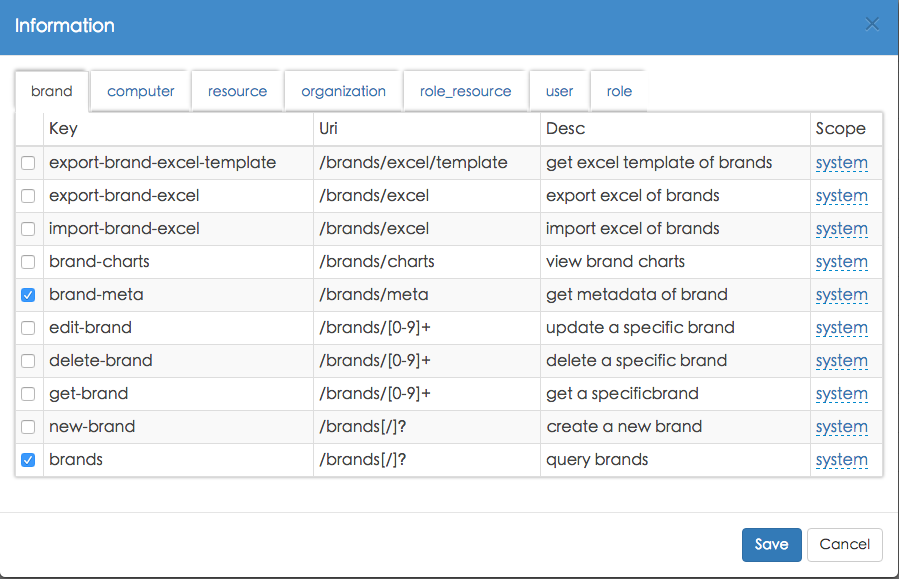 Information
brand computer resource organization role_resource user role
Key Uri Desc Scope
export-brand-excel-template /brands/excel/template get excel template of brands system
export-brand-excel /brands/excel export excel of brands system
import-brand-excel /brands/excel import excel of brands system
brand-charts /brands/charts view brand charts system
brand-meta /brands/meta get metadata of brand system
edit-brand /brands/[0-9]+ update a specific brand system
delete-brand /brands/[0-9]+ delete a specific brand system
get-brand /brands/[0-9]+ get a specificbrand system
new-brand /brands[/]? create a new brand system
brands /brands[/]? query brands system
Save Cancel